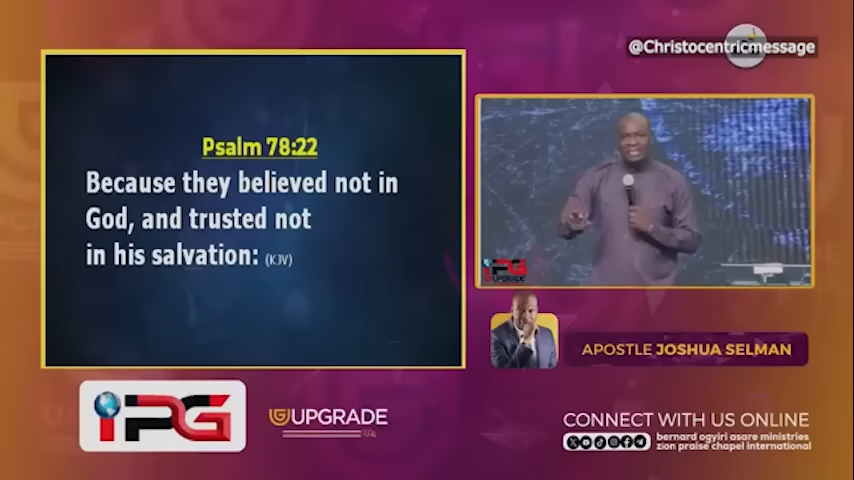 @Christocentricmessage
Psalm 78:22
Because they believed not in
God, and trusted not
in his salvation: (KJV)
iPG
UPGRADE
APOSTLE JOSHUA SELMAN
iPG
UPGRADE
CONNECT WITH US ONLINE
bernard ogyiri asare ministries
zion praise chapel international